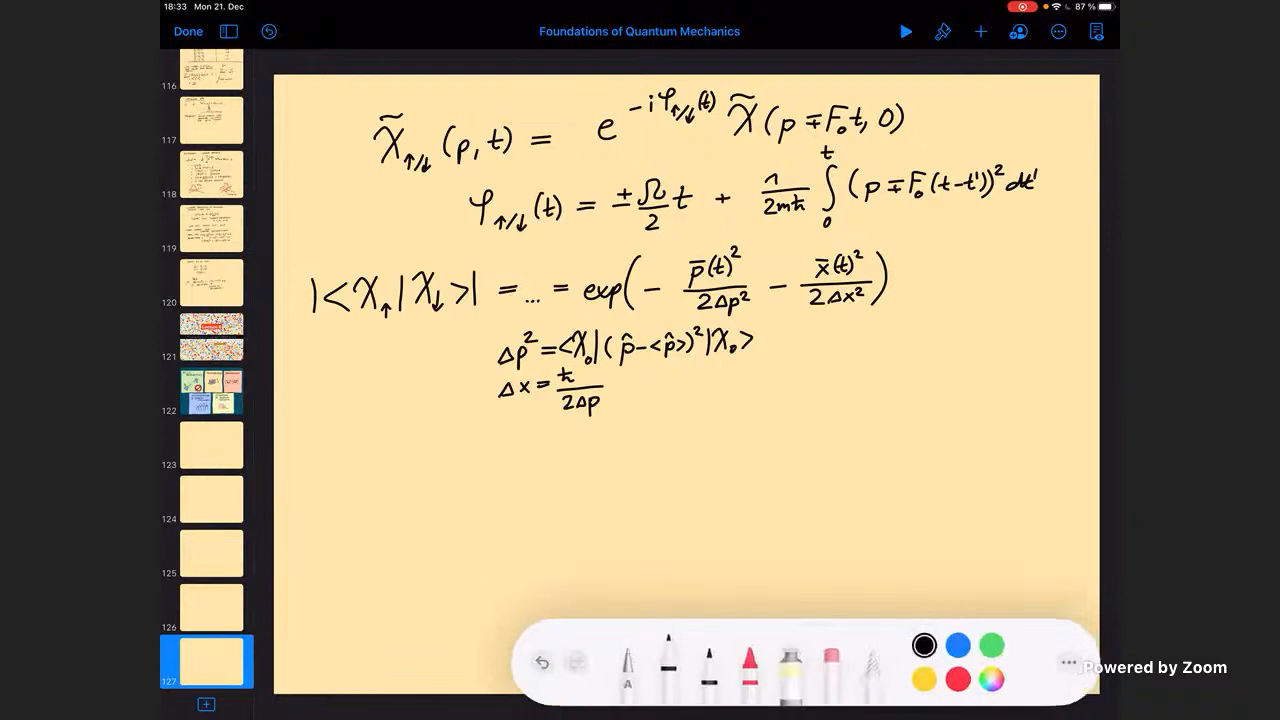 18:33 Mon 21. Dec
87 %
Done
Foundations of Quantum Mechanics
116
117
118
119
120
121
122
123
124
125
126
127
χ̃↑/↓ (p, t) = e^{-iφ↑/↓(t)} χ̃(p ∓ F₀t, 0)
φ↑/↓(t) = ±Ω/2 t + 1/2mħ ∫₀ᵗ (p ∓ F₀(t-t'))² dt'
|<χ↑|χ↓>| = ... = exp(- p̄(t)²/2Δp² - x̄(t)²/2Δx²)
Δp² = <χ₀|(p̂-<p̂>)²|χ₀>
Δx = ħ/2Δp
A
Powered by Zoom